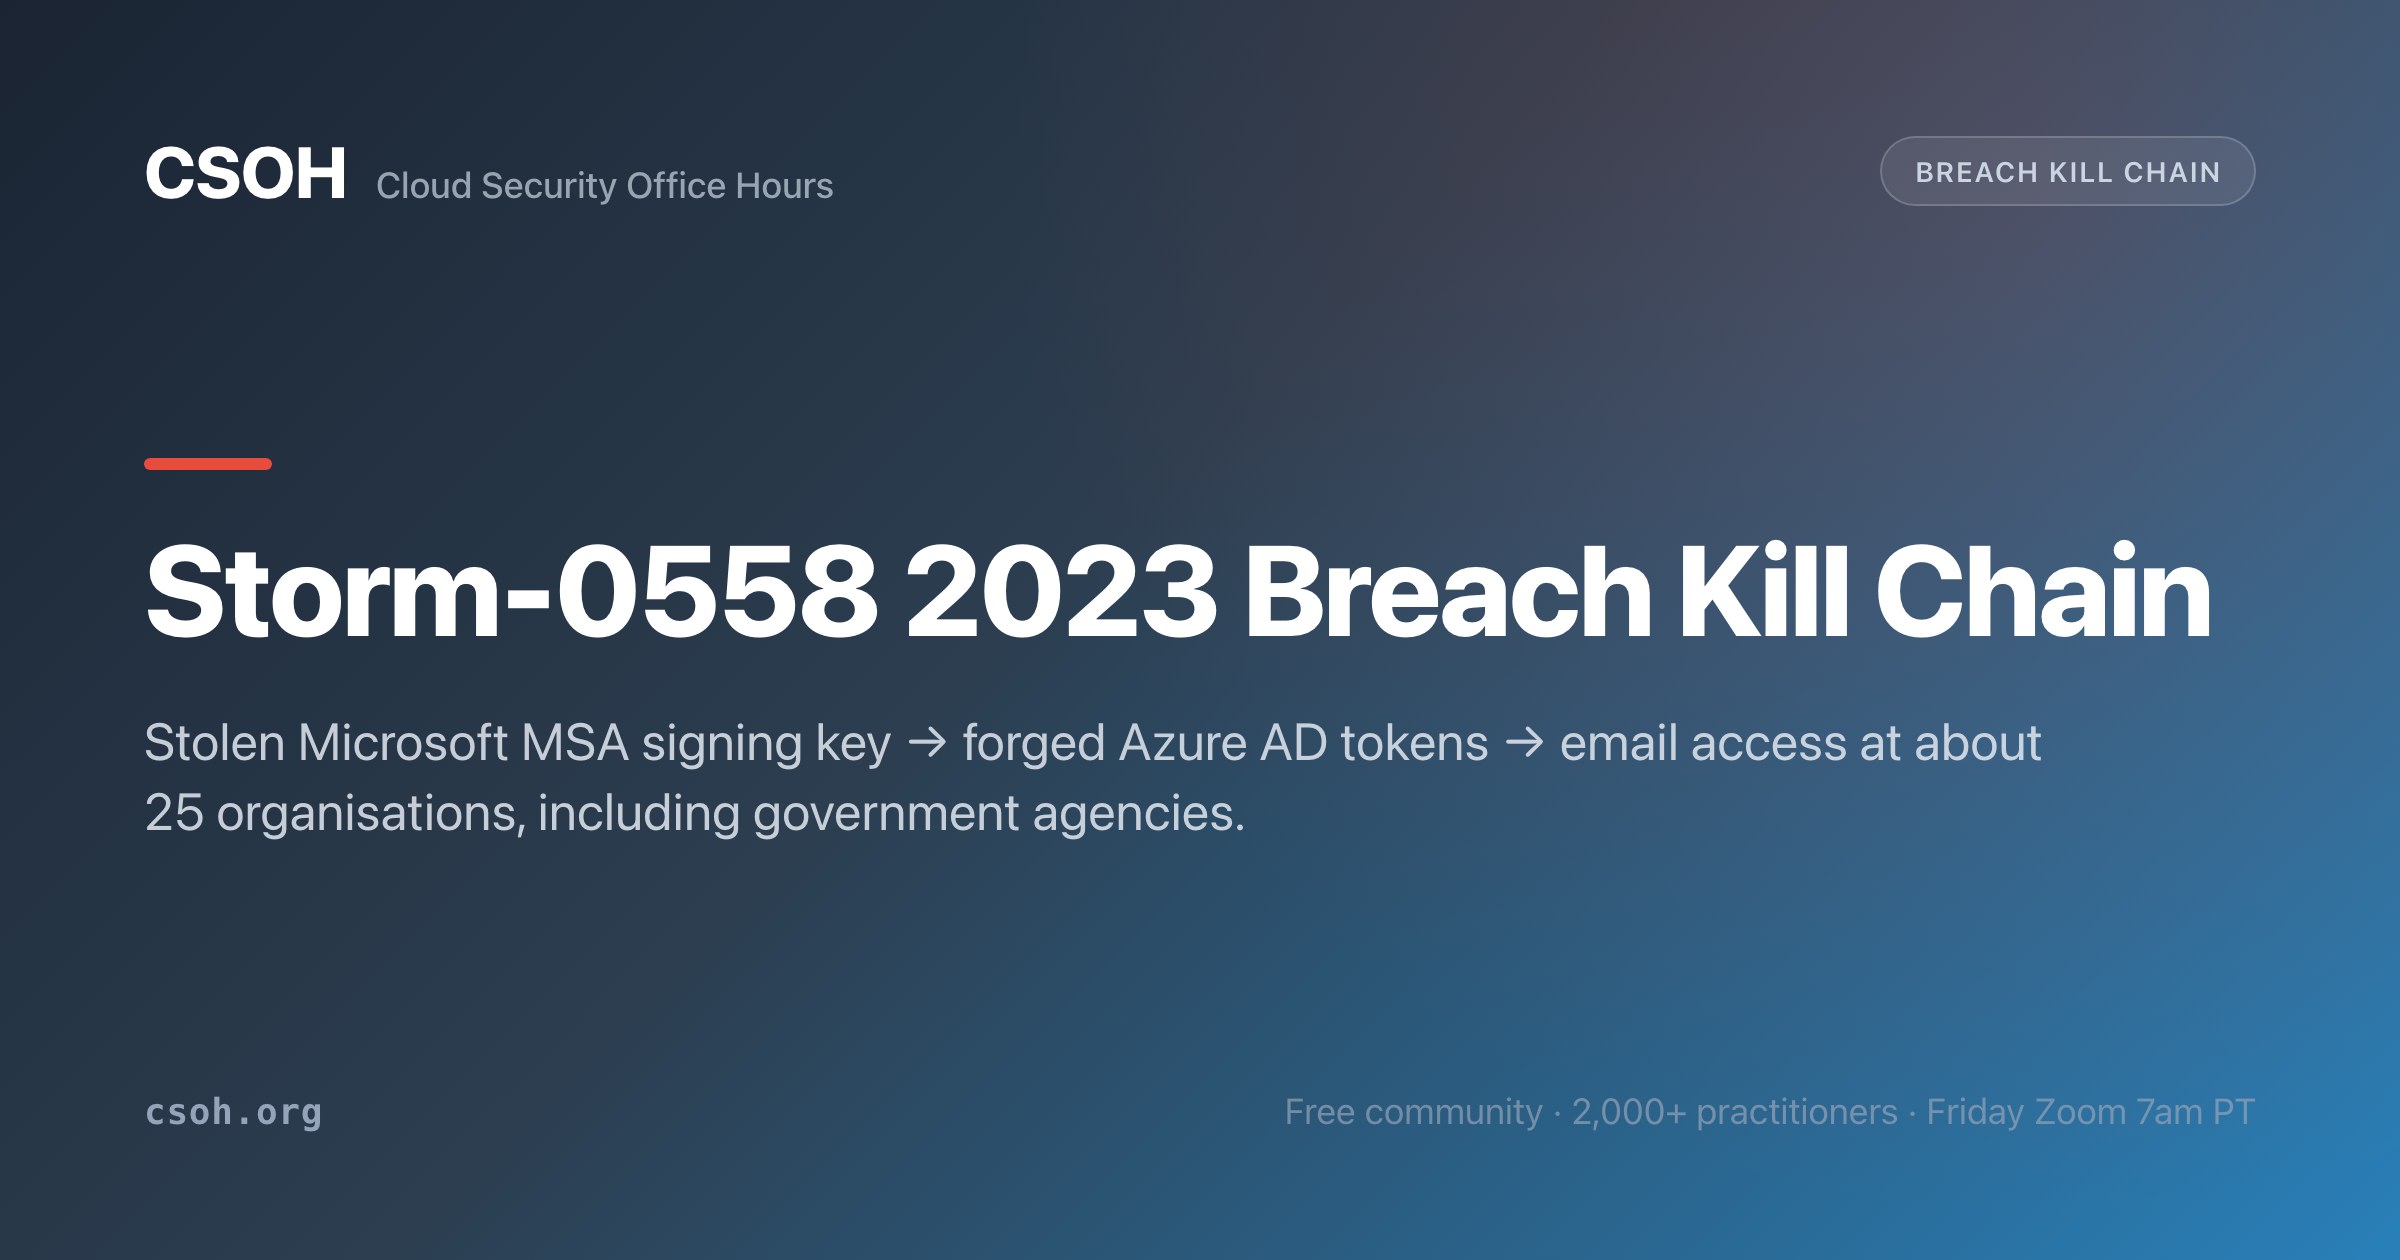 CSOH Cloud Security Office Hours
BREACH KILL CHAIN
Storm-0558 2023 Breach Kill Chain
Stolen Microsoft MSA signing key → forged Azure AD tokens → email access at about
25 organisations, including government agencies.
csoh.org
Free community · 2,000+ practitioners · Friday Zoom 7am PT